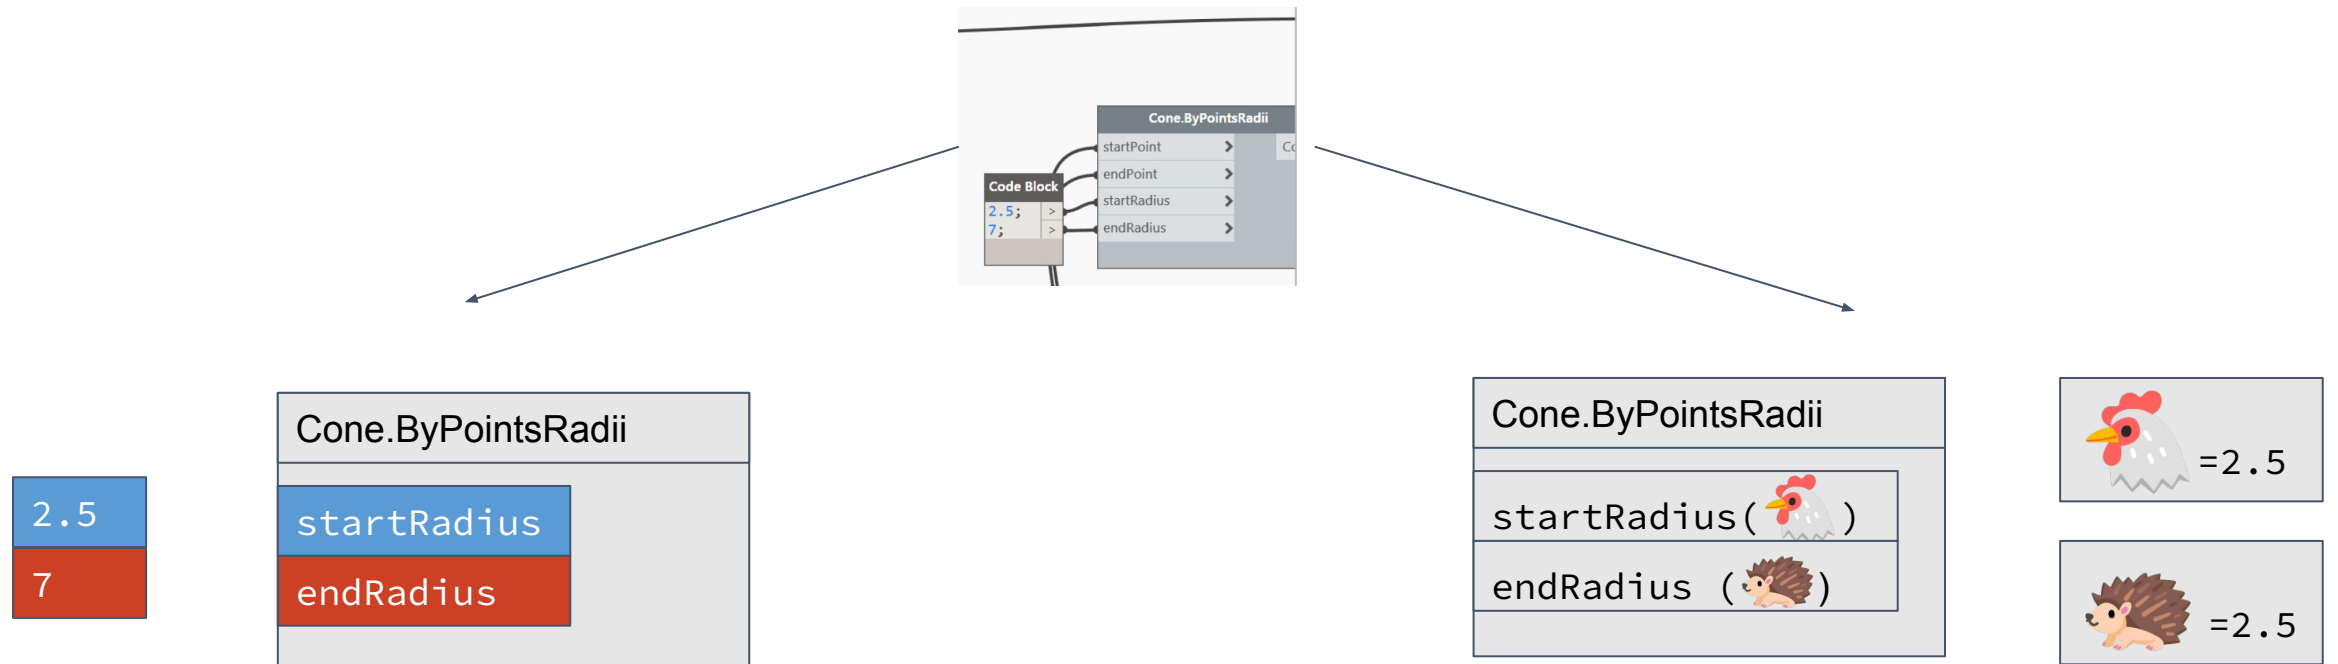 Cone.ByPointsRadii
startPoint
endPoint
startRadius
endRadius
Code Block
2.5; >
7; >
Cone.ByPointsRadii
2.5
7
startRadius
endRadius
Cone.ByPointsRadii
startRadius( )
endRadius ( )
=2.5
=2.5